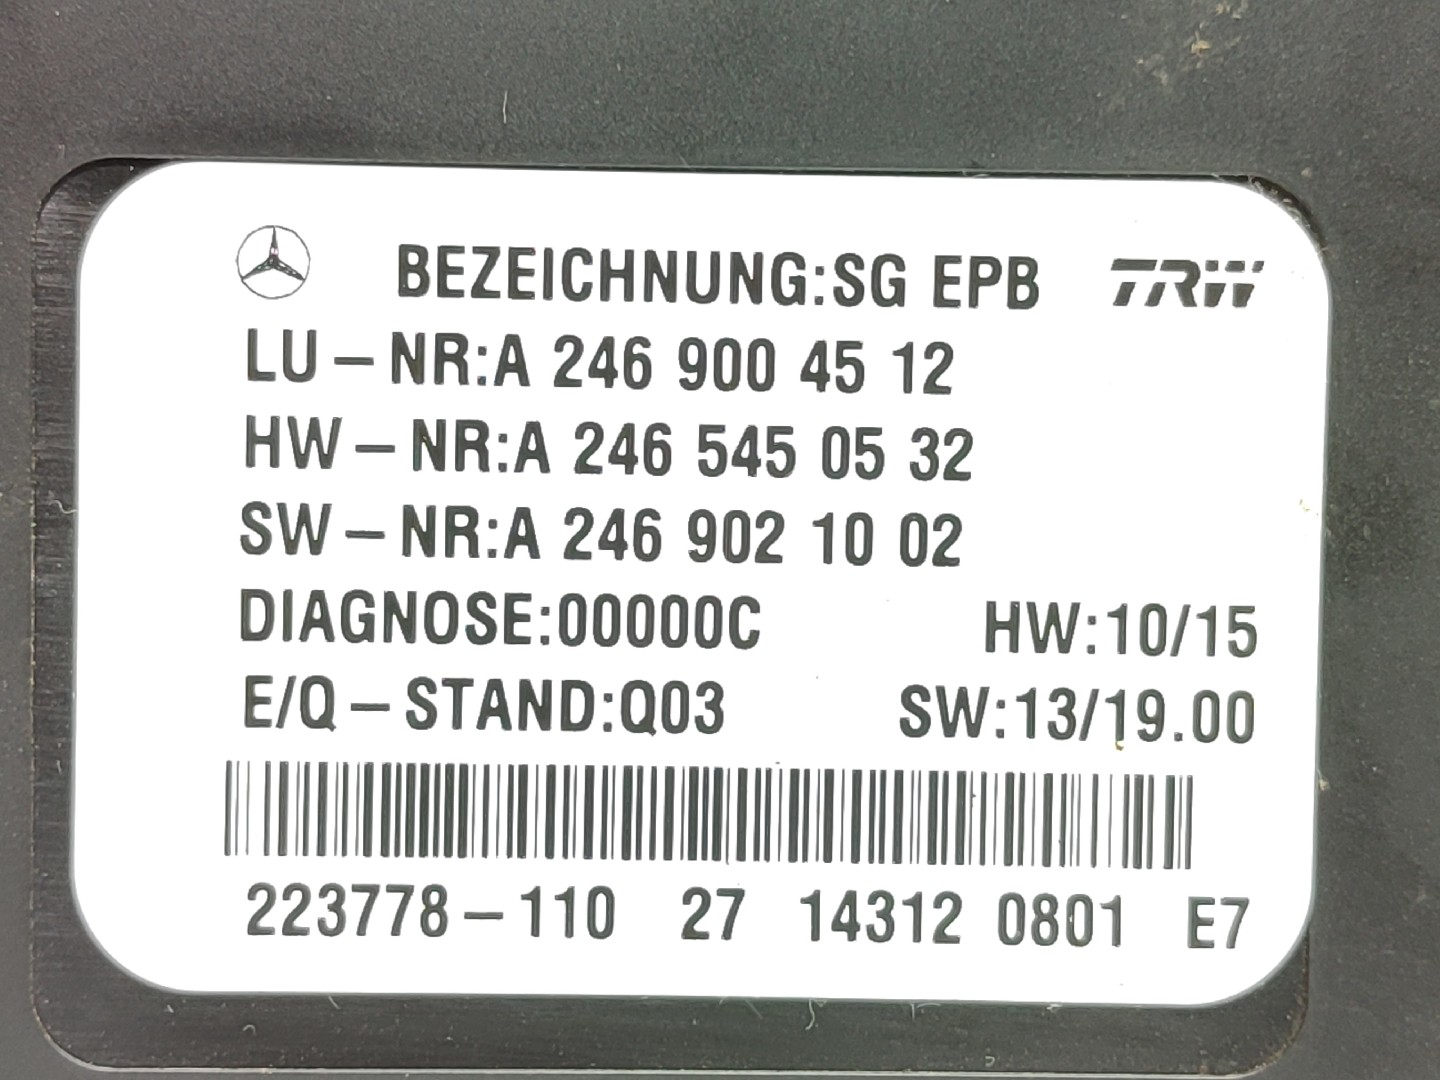 BEZEICHNUNG:SG EPB TRW
LU-NR:A 246 900 45 12
HW-NR:A 246 545 05 32
SW-NR:A 246 902 10 02
DIAGNOSE:00000C HW:10/15
E/Q-STAND:Q03 SW:13/19.00
223778-110 27 14312 0801 E7